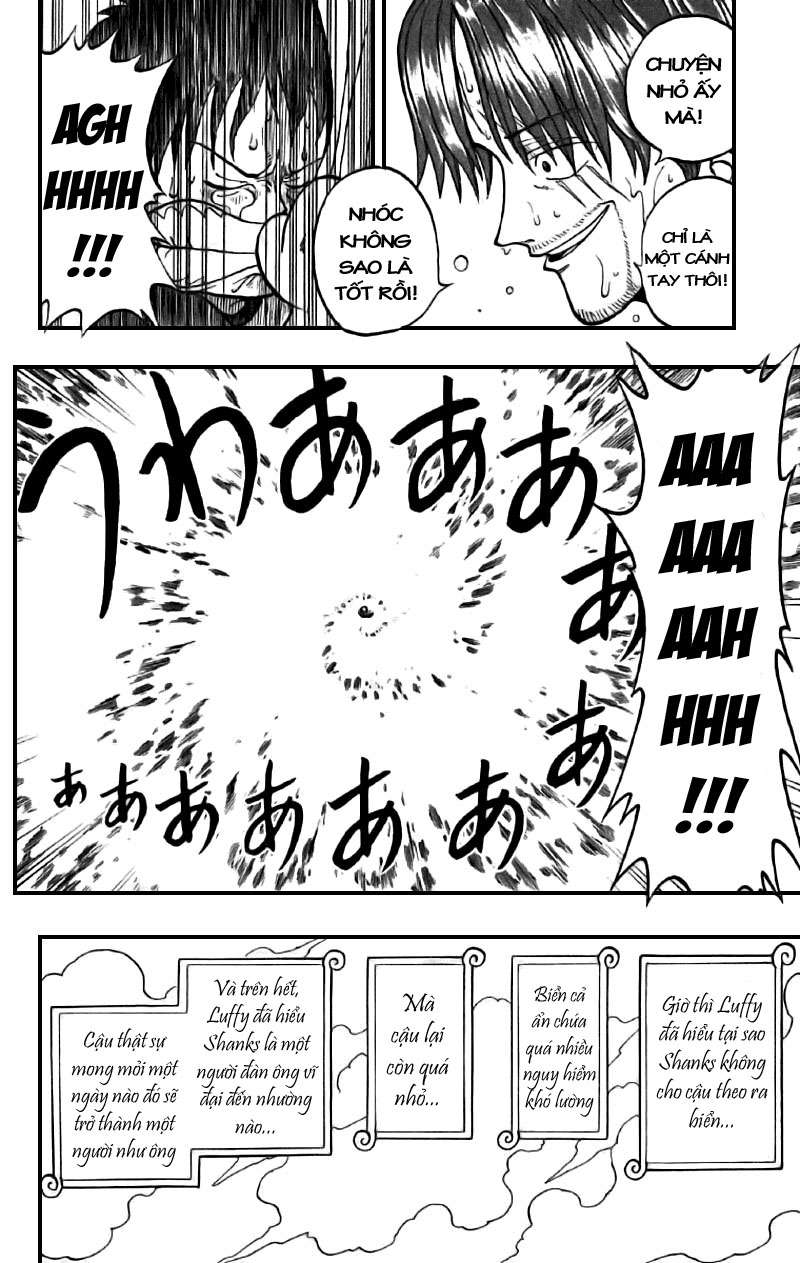 CHUYỆN
NHỎ ẤY
MÀ!
CHỈ LÀ
MỘT CÁNH
TAY THÔI!
NHÓC
KHÔNG
SAO LÀ
TỐT RỒI!
AGH
HHHH
!!!
AAA
AAA
AAH
HHH
!!!
うわあああああああああああ
Giờ thì Luffy
đã hiểu tại sao
Shanks không
cho cậu theo ra
biển...
Biển cả
ẩn chứa
quá nhiều
nguy hiểm
khó lường
Mà
cậu lại
còn quá
nhỏ...
Và trên hết,
Luffy đã hiểu
Shanks là một
người đàn ông vĩ
đại đến nhường
nào...
Cậu thật sự
mong mỏi một
ngày nào đó sẽ
trở thành một
người như ông